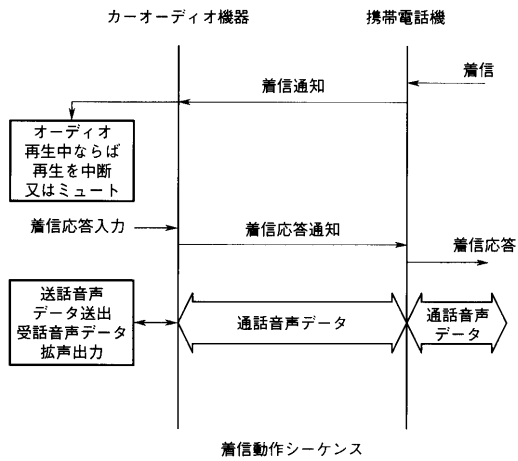 カーオーディオ機器
携帯電話機
着信
着信通知
オーディオ
再生中ならば
再生を中断
又はミュート
着信応答入力
着信応答通知
着信応答
送話音声
データ送出
受話音声データ
拡声出力
通話音声データ
通話音声
データ
着信動作シーケンス